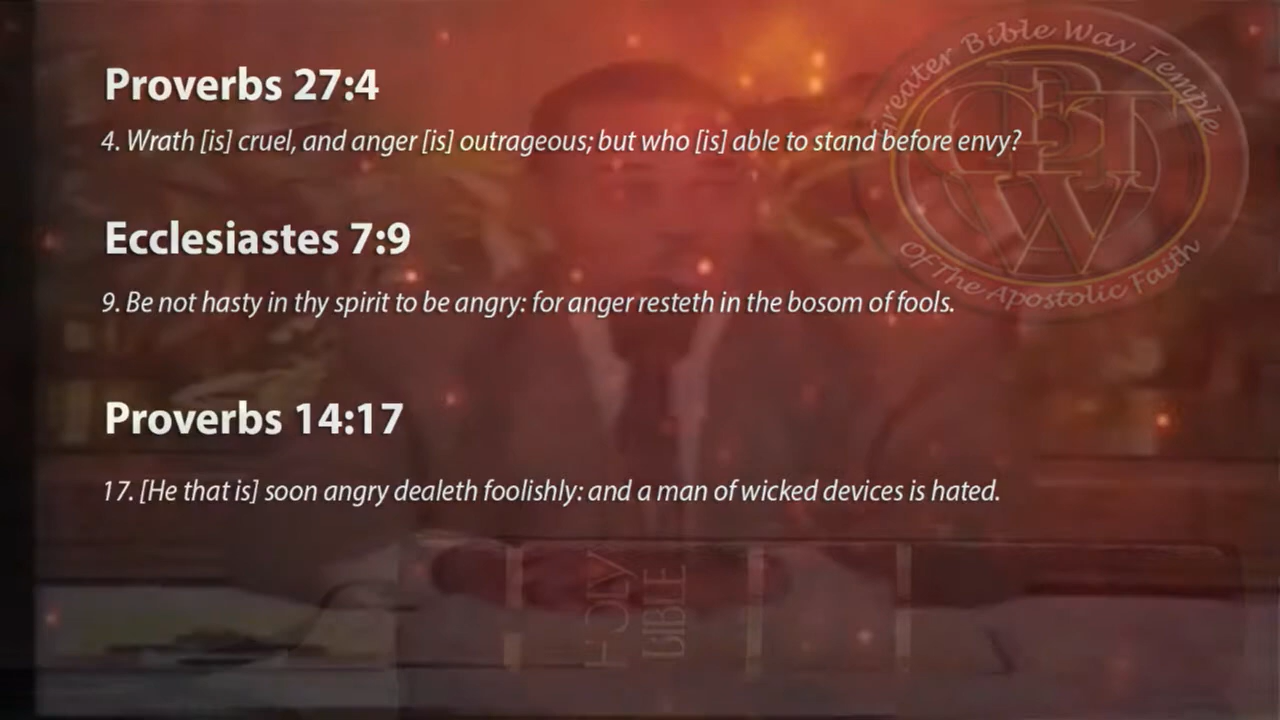 Proverbs 27:4
4. Wrath [is] cruel, and anger [is] outrageous; but who [is] able to stand before envy?
Ecclesiastes 7:9
9. Be not hasty in thy spirit to be angry: for anger resteth in the bosom of fools.
Proverbs 14:17
17. [He that is] soon angry dealeth foolishly: and a man of wicked devices is hated.
Greater Bible Way Temple
GBWT
Of The Apostolic Faith
HOLY
BIBLE